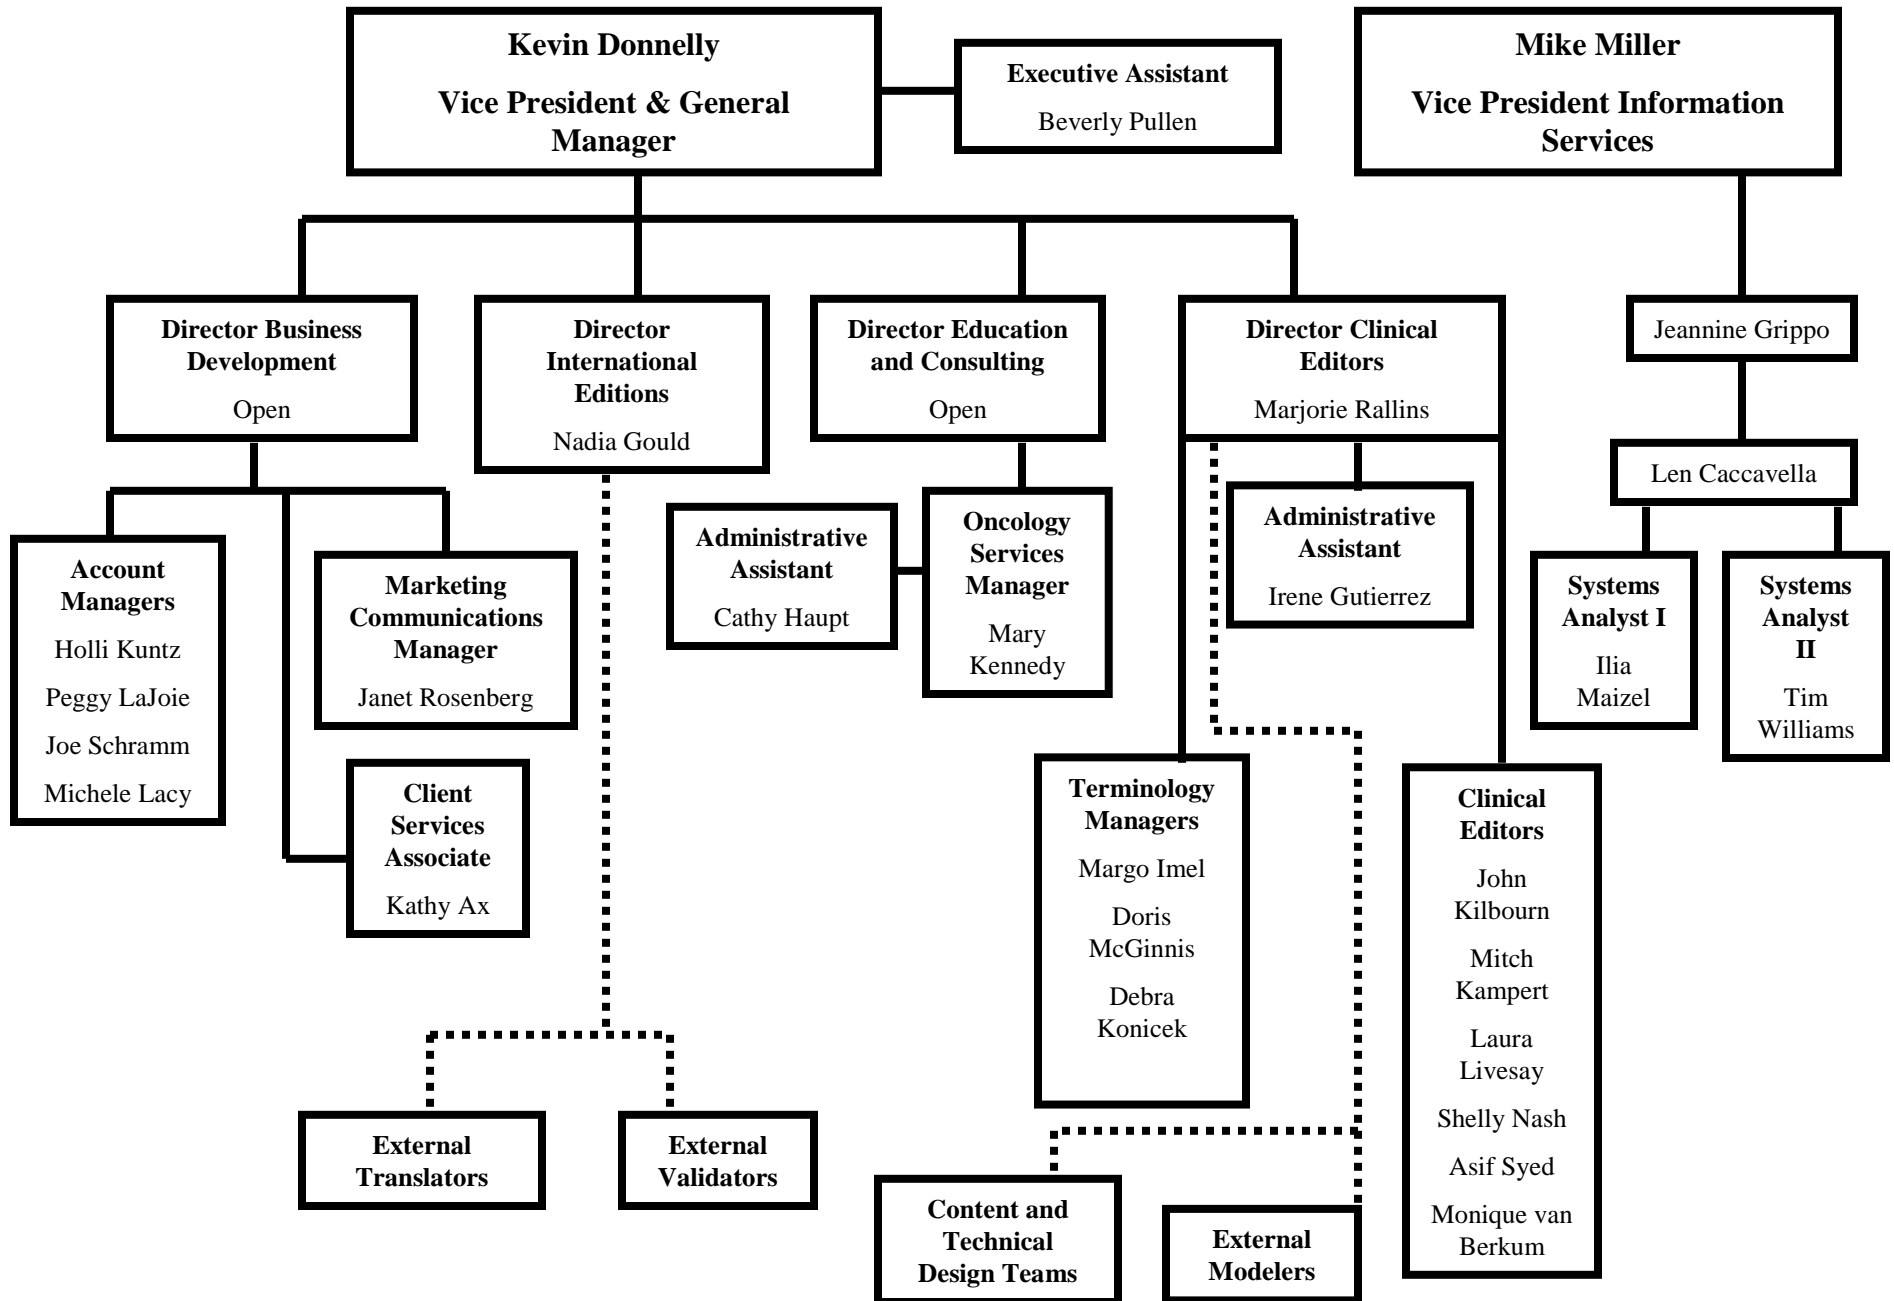 Kevin Donnelly
Vice President & General
Manager
Executive Assistant
Beverly Pullen
Mike Miller
Vice President Information
Services
Director Business
Development
Open
Director
International
Editions
Nadia Gould
Director Education
and Consulting
Open
Director Clinical
Editors
Marjorie Rallins
Jeannine Grippo
Len Caccavella
Account
Managers
Holli Kuntz
Peggy LaJoie
Joe Schramm
Michele Lacy
Marketing
Communications
Manager
Janet Rosenberg
Client
Services
Associate
Kathy Ax
Administrative
Assistant
Cathy Haupt
Oncology
Services
Manager
Mary
Kennedy
Administrative
Assistant
Irene Gutierrez
Systems
Analyst I
Ilia
Maizel
Systems
Analyst
II
Tim
Williams
Terminology
Managers
Margo Imel
Doris
McGinnis
Debra
Konicek
Clinical
Editors
John
Kilbourn
Mitch
Kampert
Laura
Livesay
Shelly Nash
Asif Syed
Monique van
Berkum
External
Translators
External
Validators
Content and
Technical
Design Teams
External
Modelers